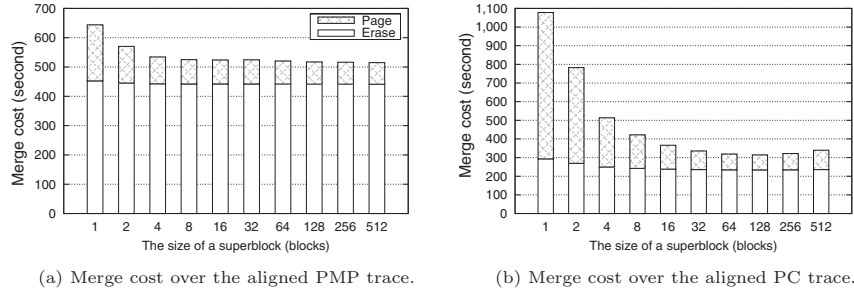 700
600
500
400
300
200
100
0
Merge cost (second)
Page
Erase
1 2 4 8 16 32 64 128 256 512
The size of a superblock (blocks)
(a) Merge cost over the aligned PMP trace.
1,100
1,000
900
800
700
600
500
400
300
200
100
0
Merge cost (second)
1 2 4 8 16 32 64 128 256 512
The size of a superblock (blocks)
(b) Merge cost over the aligned PC trace.